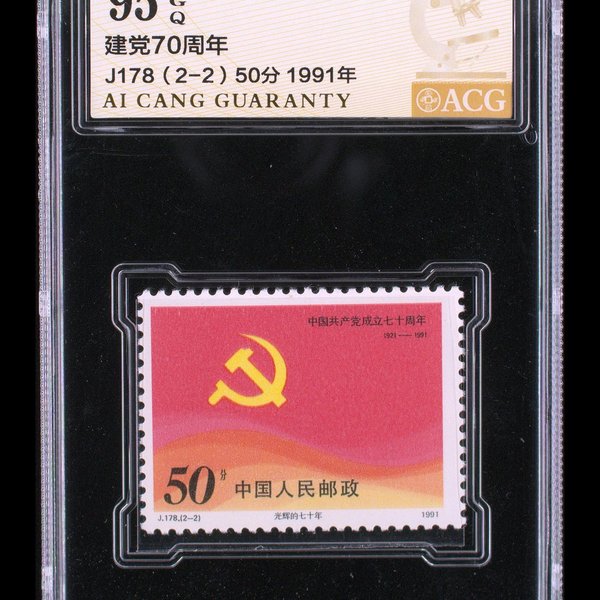 95 G
Q
建党70周年
J178（2-2）50分 1991年
AI CANG GUARANTY
ACG
中国共产党成立七十周年
1921——1991
50分 中国人民邮政
J.178.(2-2) 光辉的七十年 1991